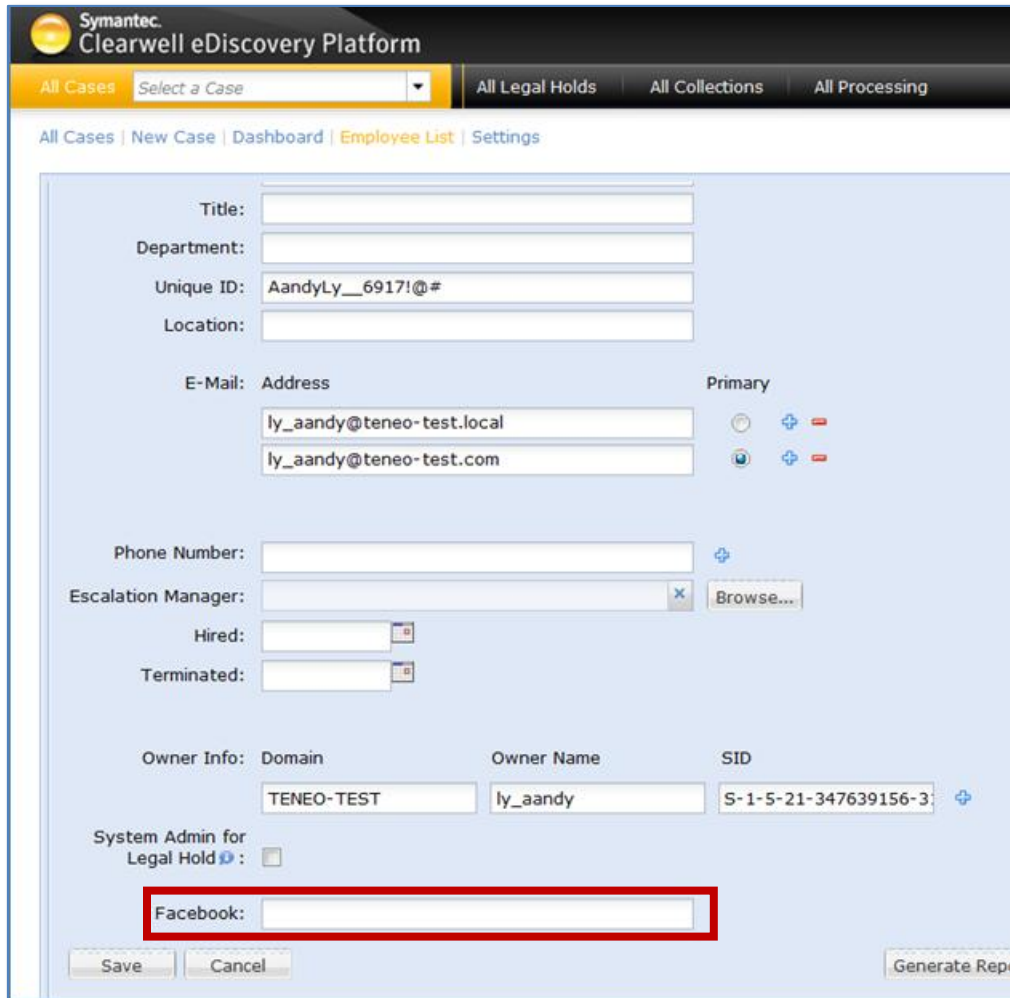 Symantec.
Clearwell eDiscovery Platform
All Cases Select a Case All Legal Holds All Collections All Processing
All Cases | New Case | Dashboard | Employee List | Settings
Title:
Department:
Unique ID: AandyLy__6917!@#
Location:
E-Mail: Address Primary
ly_aandy@teneo-test.local
ly_aandy@teneo-test.com
Phone Number:
Escalation Manager: Browse...
Hired:
Terminated:
Owner Info: Domain Owner Name SID
TENEO-TEST ly_aandy S-1-5-21-347639156-3
System Admin for
Legal Hold :
Facebook:
Save Cancel Generate Rep